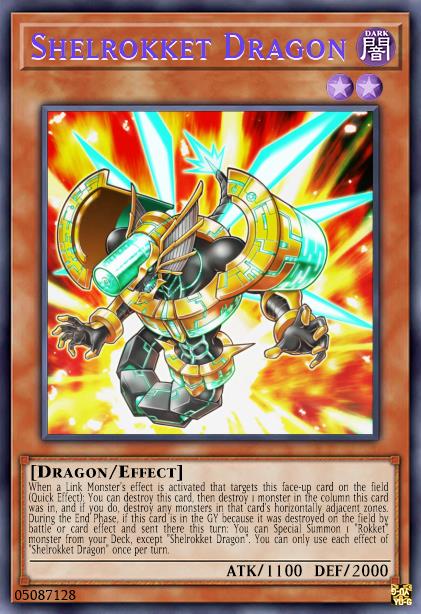 Shelrokket Dragon
DARK
闇
[Dragon/Effect]
When a Link Monster's effect is activated that targets this face-up card on the field
(Quick Effect): You can destroy this card, then destroy 1 monster in the column this card
was in, and if you do, destroy any monsters in that card's horizontally adjacent zones.
During the End Phase, if this card is in the GY because it was destroyed on the field by
battle or card effect and sent there this turn: You can Special Summon 1 "Rokket"
monster from your Deck, except "Shelrokket Dragon". You can only use each effect of
"Shelrokket Dragon" once per turn.
ATK/1100 DEF/2000
05087128